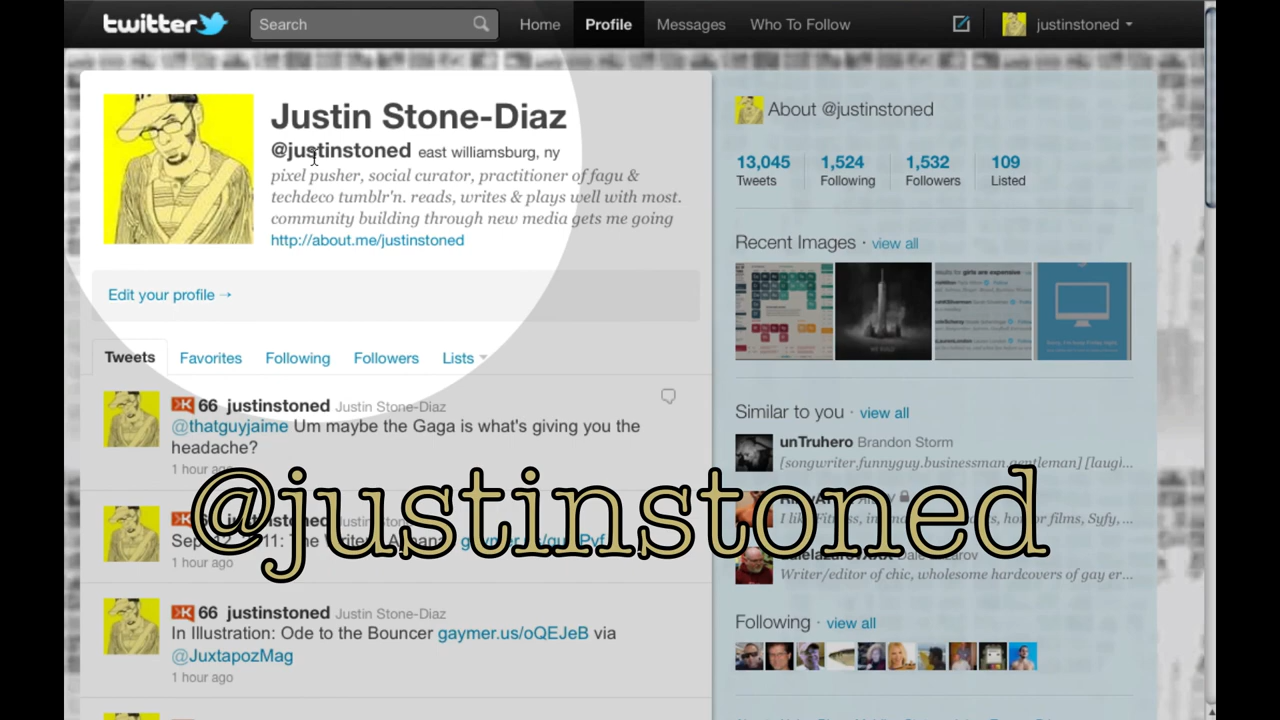 twitter
Search
Home
Profile
Messages
Who To Follow
justinstoned
Justin Stone-Diaz
@justinstoned east williamsburg, ny
pixel pusher, social curator, practitioner of fagu &
techdeco tumblr'n. reads, writes & plays well with most.
community building through new media gets me going
http://about.me/justinstoned
Edit your profile →
Tweets
Favorites
Following
Followers
Lists
66 justinstoned Justin Stone-Diaz
@thatguyjaime Um maybe the Gaga is what's giving you the
headache?
1 hour ago
@justinstoned
1 hour ago
66 justinstoned Justin Stone-Diaz
In Illustration: Ode to the Bouncer gaymer.us/oQEJeB via
@JuxtapozMag
1 hour ago
About @justinstoned
13,045 1,524 1,532 109
Tweets Following Followers Listed
Recent Images · view all
girls are expensive
Similar to you · view all
unTruhero Brandon Storm
[songwriter.funnyguy.businessman.gentleman] [laugh...
films, Syfy, ...
Writer/editor of chic, wholesome hardcovers of gay er...
Following · view all